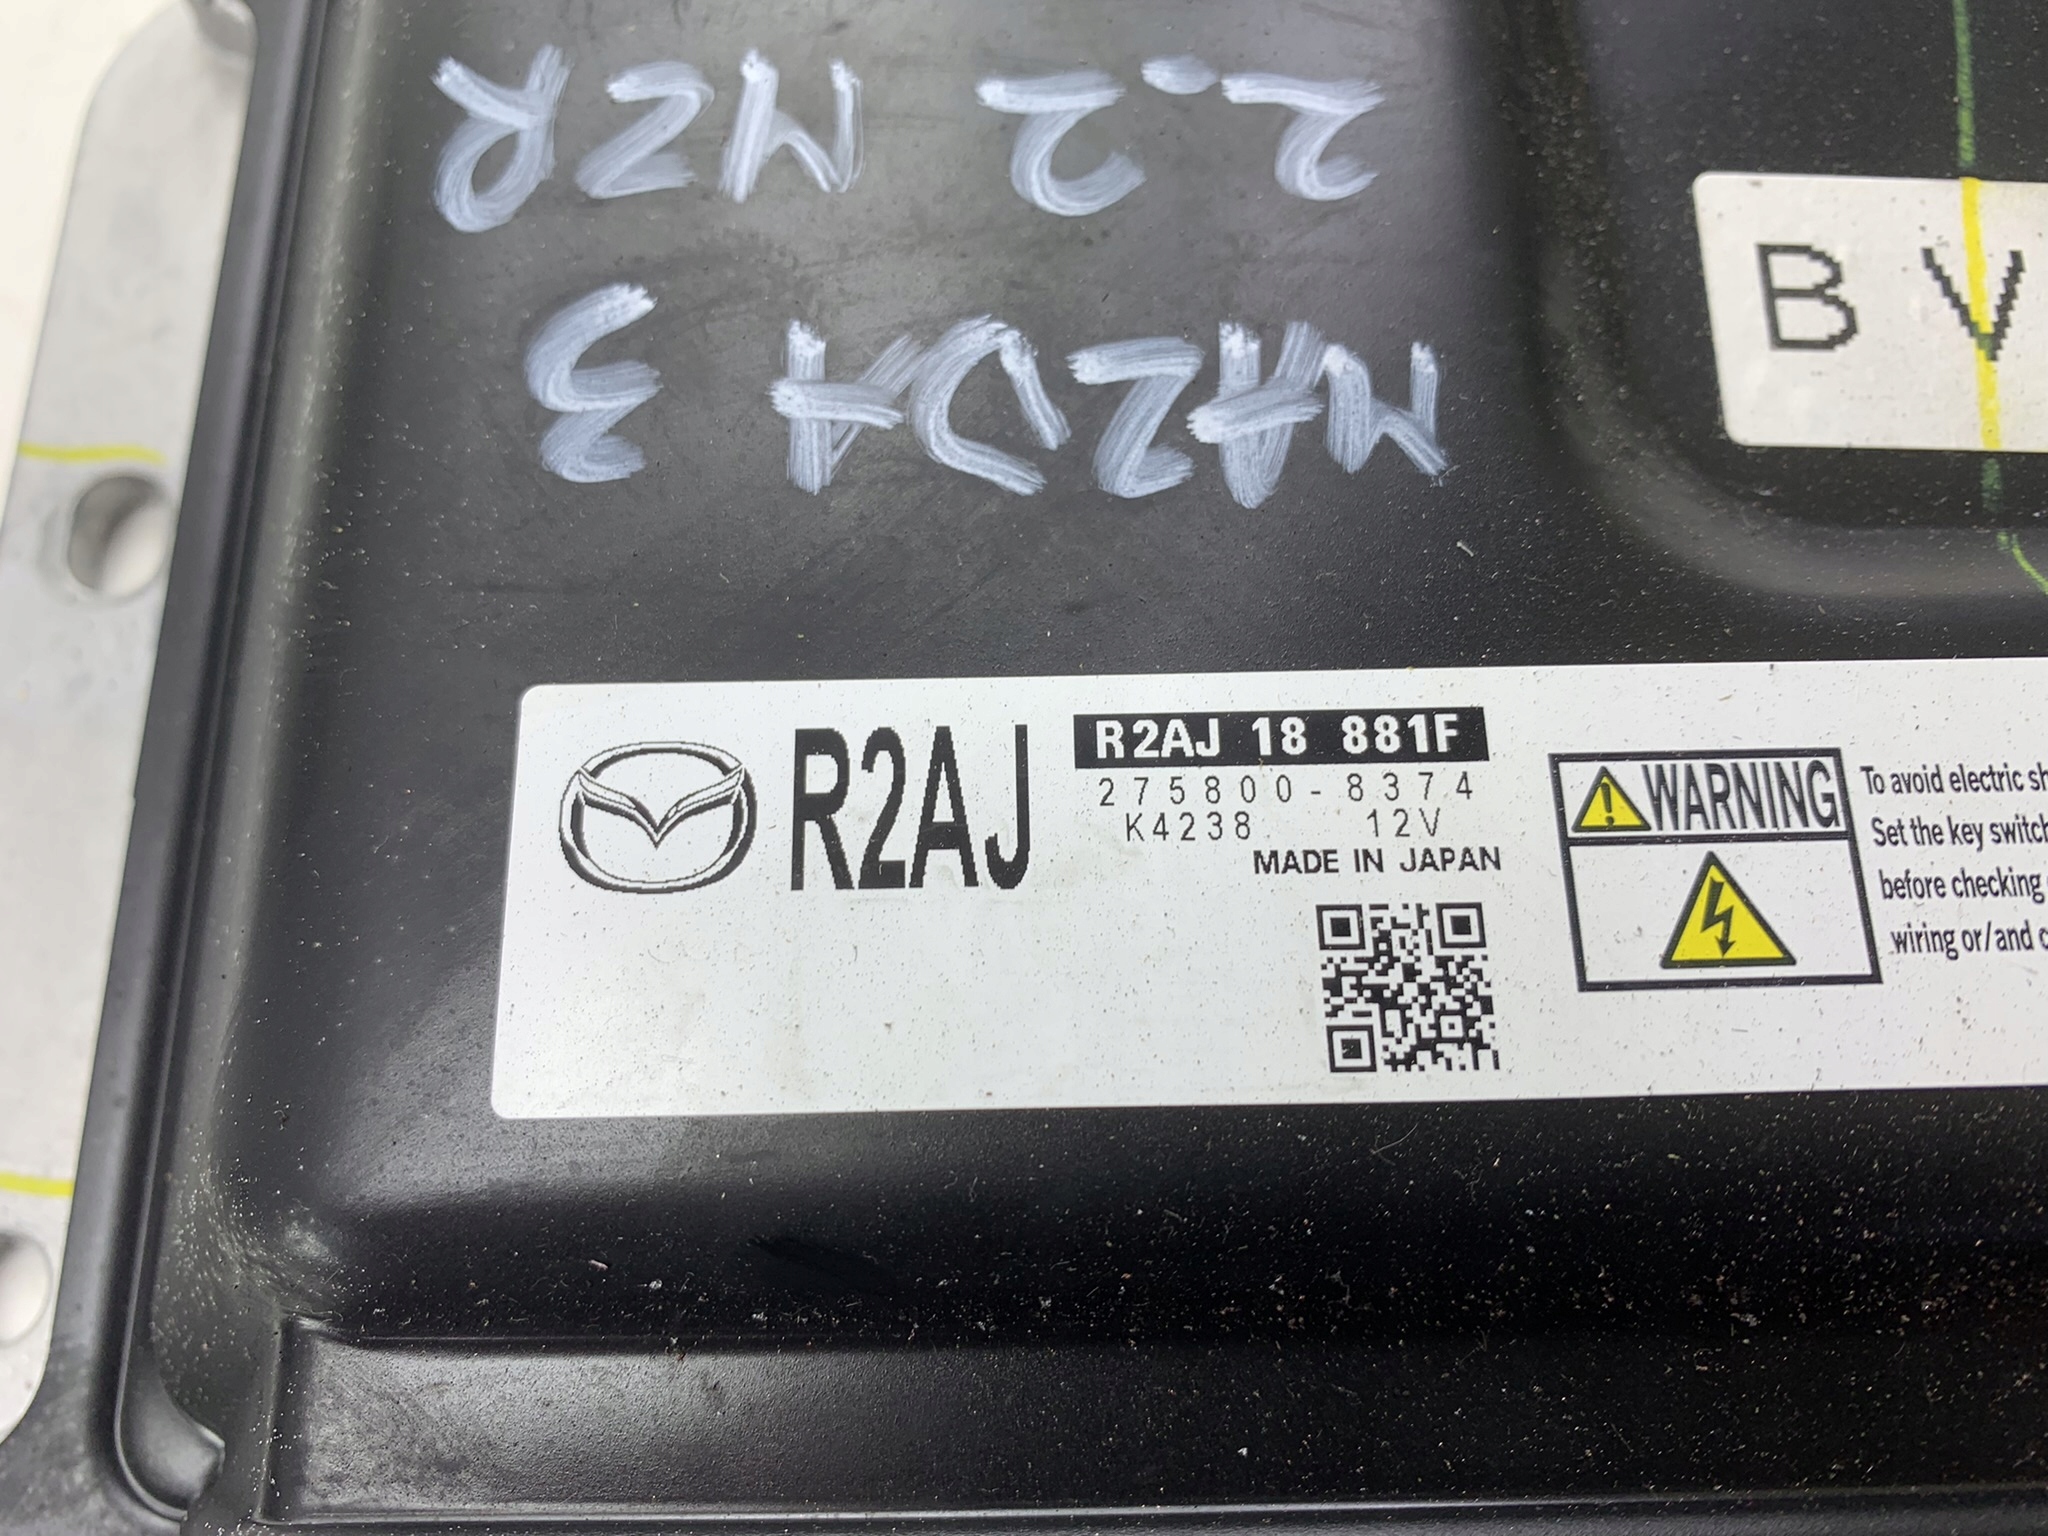 MAZDA 3
2.2 MZR
B V
R2AJ
R2AJ 18 881F
275800-8374
K4238 12V
MADE IN JAPAN
WARNING
To avoid electric
Set the key
before checking
wiring or/and